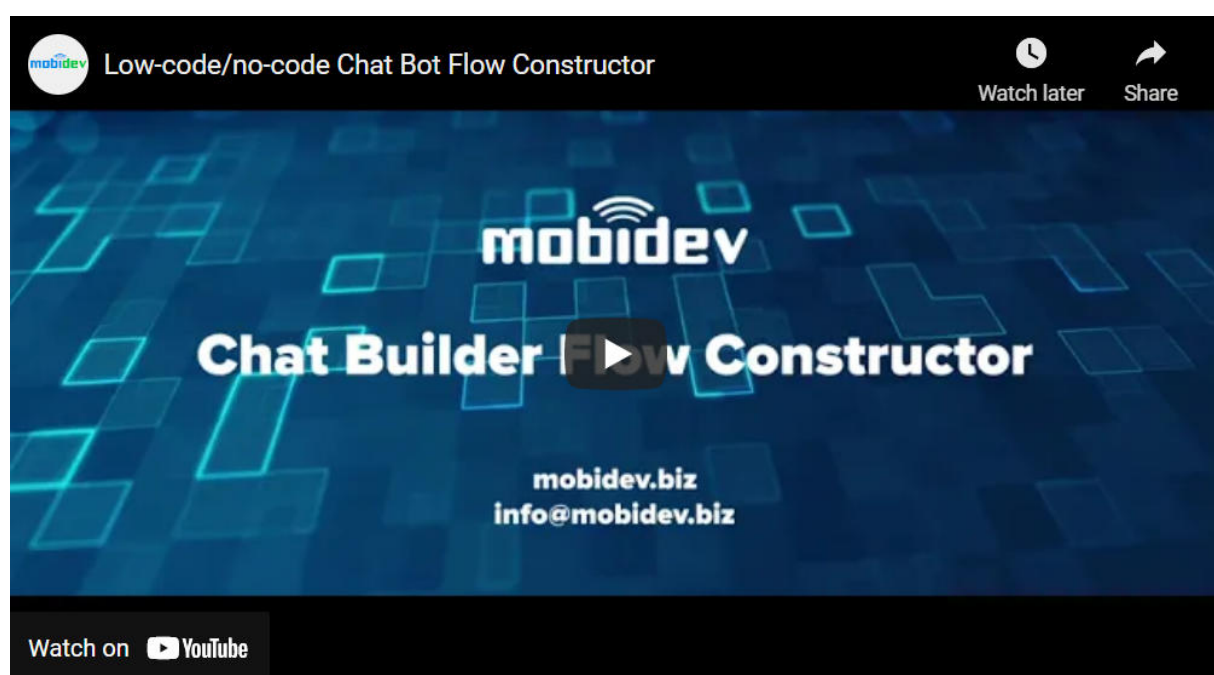 mobidev
Low-code/no-code Chat Bot Flow Constructor
Watch later
Share
mobidev
Chat Builder Flow Constructor
mobidev.biz
info@mobidev.biz
Watch on YouTube